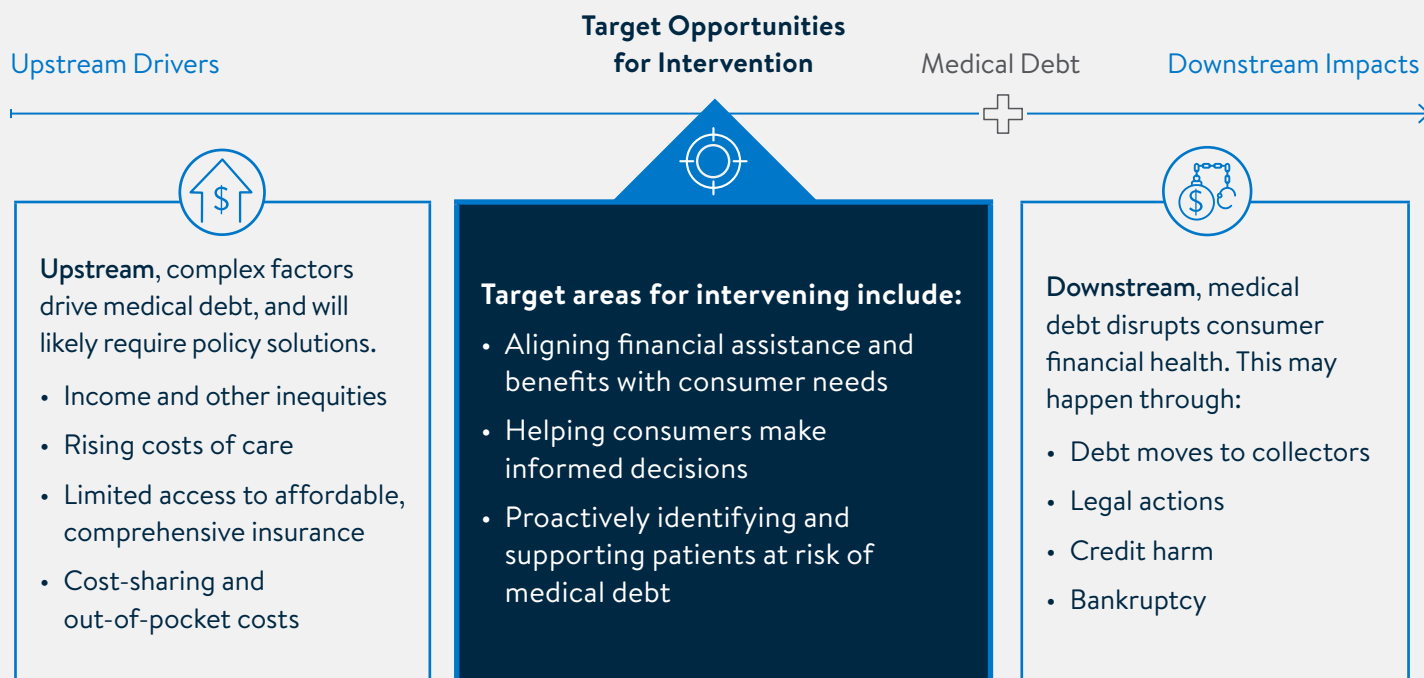 Target Opportunities
for Intervention
Upstream Drivers
Medical Debt
Downstream Impacts
$
Upstream, complex factors
drive medical debt, and will
likely require policy solutions.
• Income and other inequities
• Rising costs of care
• Limited access to affordable,
comprehensive insurance
• Cost-sharing and
out-of-pocket costs
Target areas for intervening include:
• Aligning financial assistance and
benefits with consumer needs
• Helping consumers make
informed decisions
• Proactively identifying and
supporting patients at risk of
medical debt
$
Downstream, medical
debt disrupts consumer
financial health. This may
happen through:
• Debt moves to collectors
• Legal actions
• Credit harm
• Bankruptcy